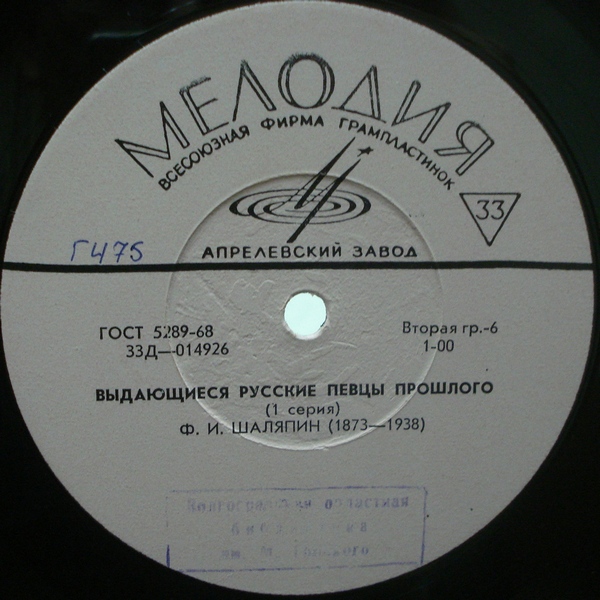 МЕЛОДИЯ
ВСЕСОЮЗНАЯ ФИРМА ГРАМПЛАСТИНОК
33
АПРЕЛЕВСКИЙ ЗАВОД
Г475
ГОСТ 5289-68
Вторая гр.-6
33Д—014926
1-00
ВЫДАЮЩИЕСЯ РУССКИЕ ПЕВЦЫ ПРОШЛОГО
(1 серия)
Ф. И. ШАЛЯПИН (1873—1938)